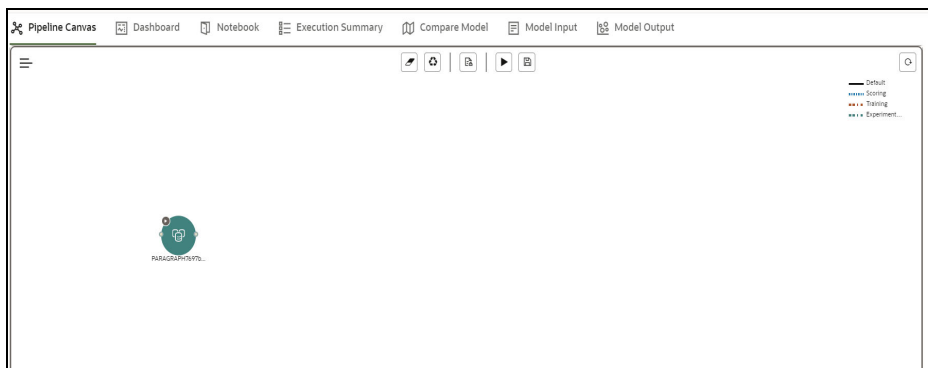 Pipeline Canvas Dashboard Notebook Execution Summary Compare Model Model Input Model Output
Default
Scoring
Training
Experiment...
PARAGRAPH7697b...